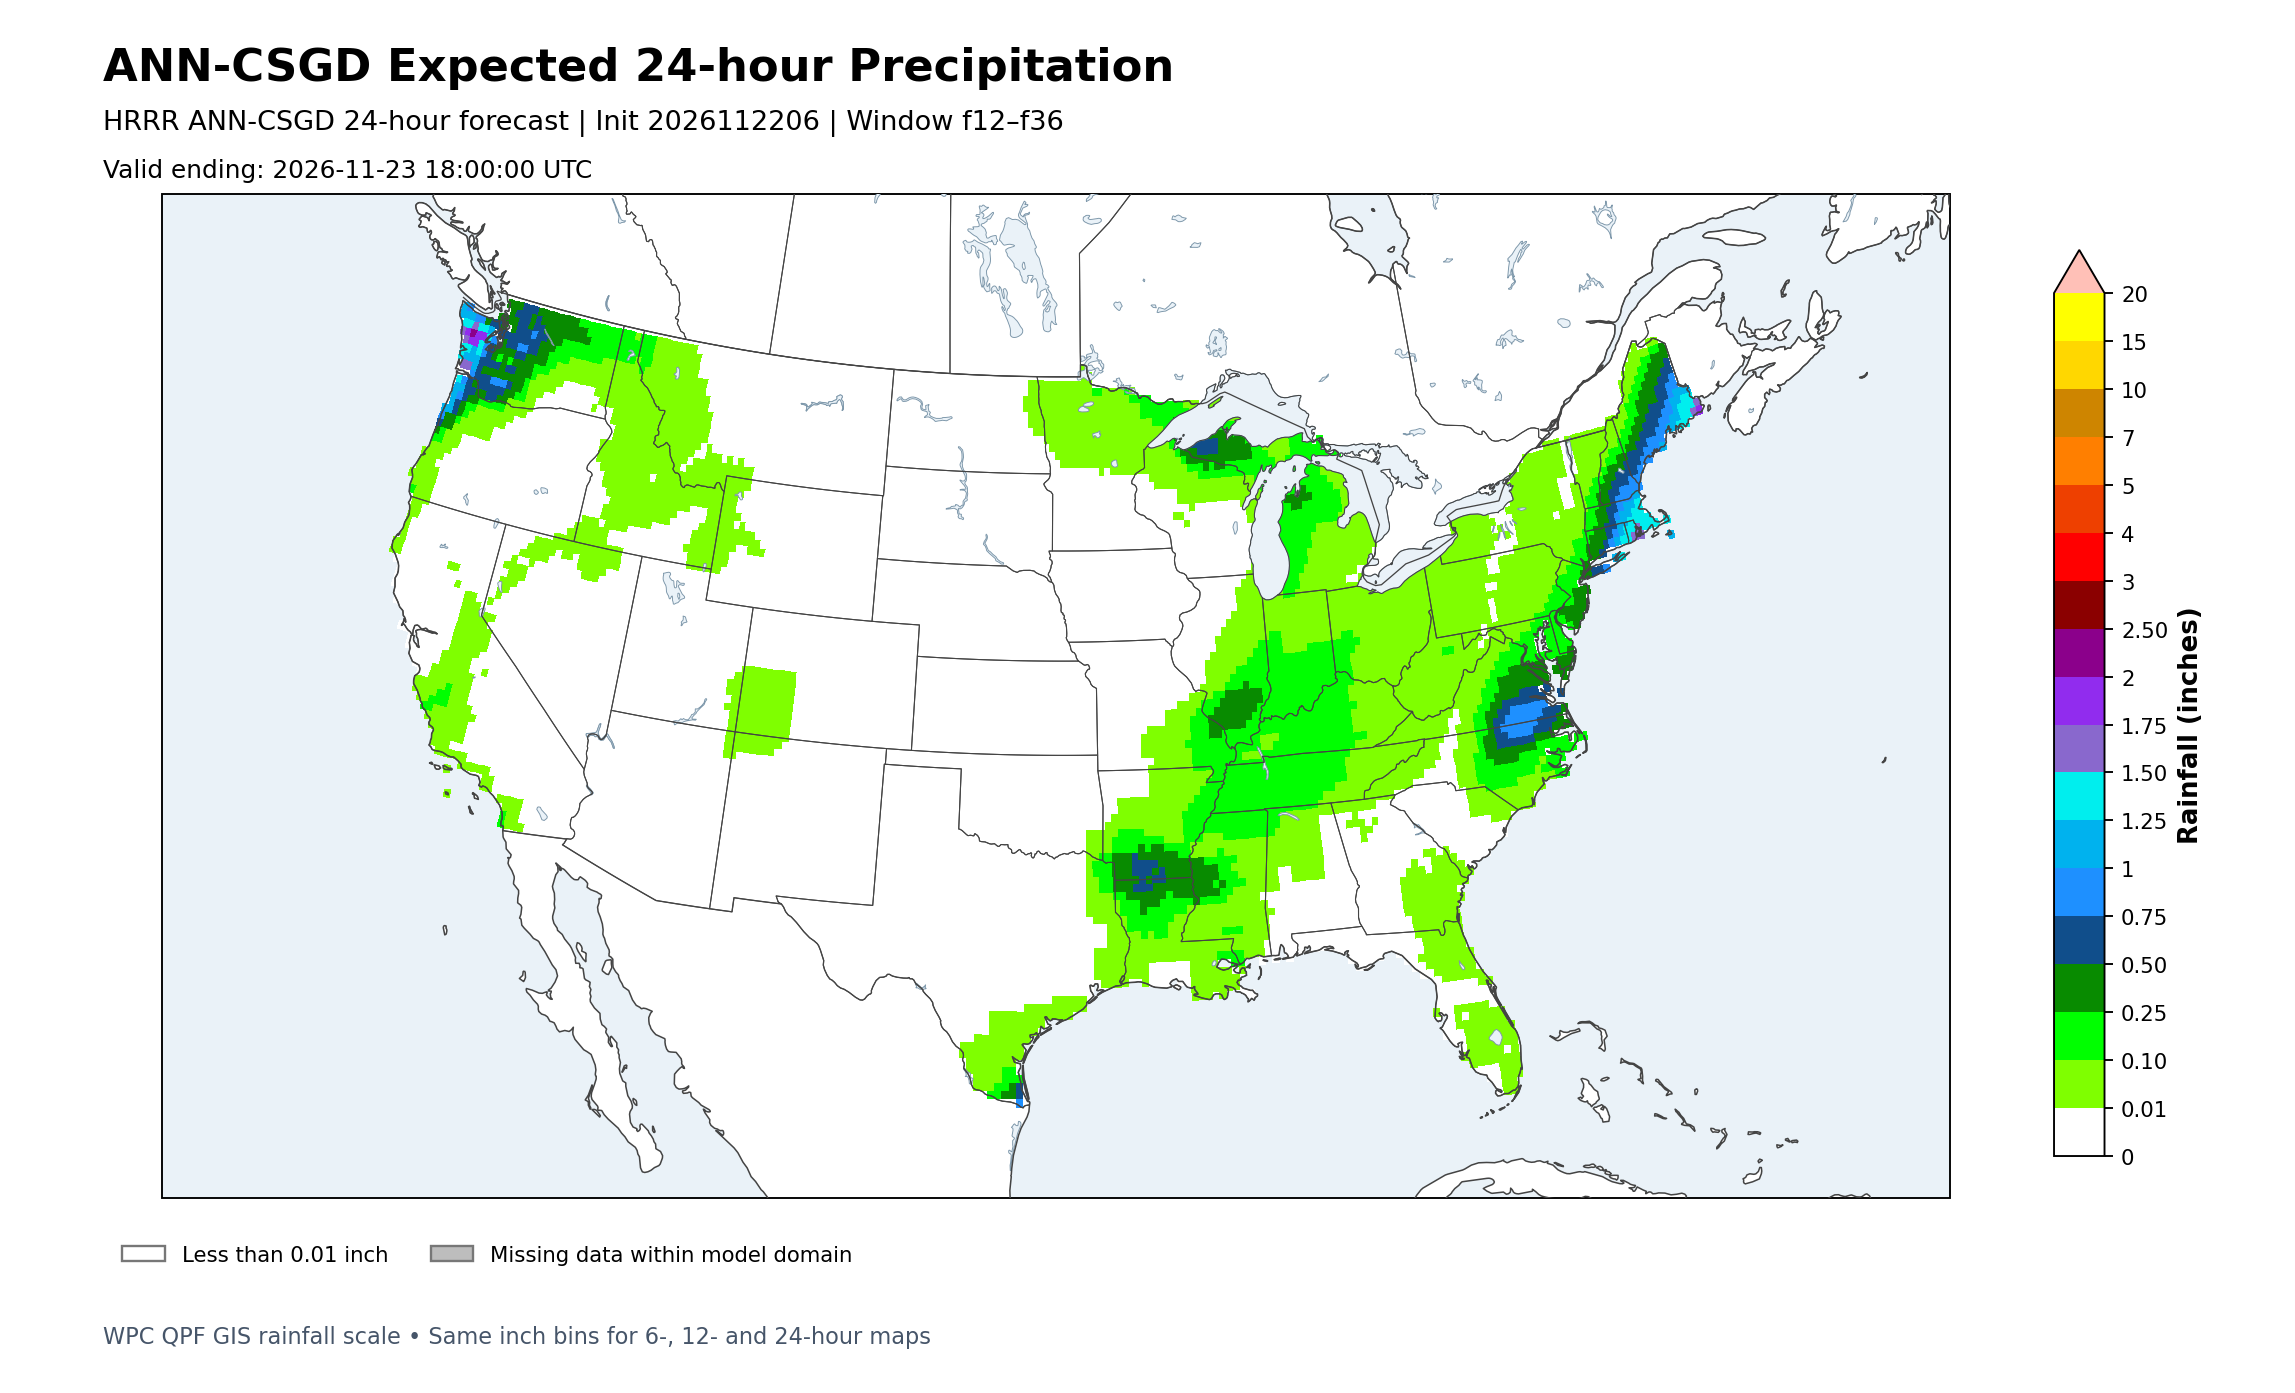 ANN-CSGD Expected 24-hour Precipitation
HRRR ANN-CSGD 24-hour forecast | Init 2026112206 | Window f12–f36
Valid ending: 2026-11-23 18:00:00 UTC
20
15
10
7
5
4
3
2.50
2
1.75
1.50
1.25
1
0.75
0.50
0.25
0.10
0.01
0
Rainfall (inches)
Less than 0.01 inch
Missing data within model domain
WPC QPF GIS rainfall scale • Same inch bins for 6-, 12- and 24-hour maps